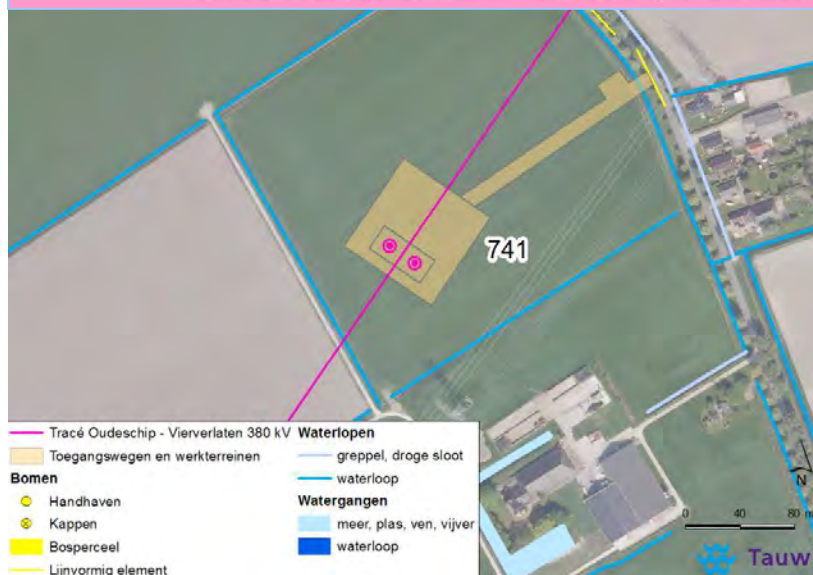 741
Tracé Oudeschip - Vierverlaten 380 kV
Toegangswegen en werkterreinen
Bomen
Handhaven
Kappen
Bosperceel
Lijnvormig element
Waterlopen
greppel, droge sloot
waterloop
Watergangen
meer, plas, ven, vijver
waterloop
N
0 40 80 m
Tauw